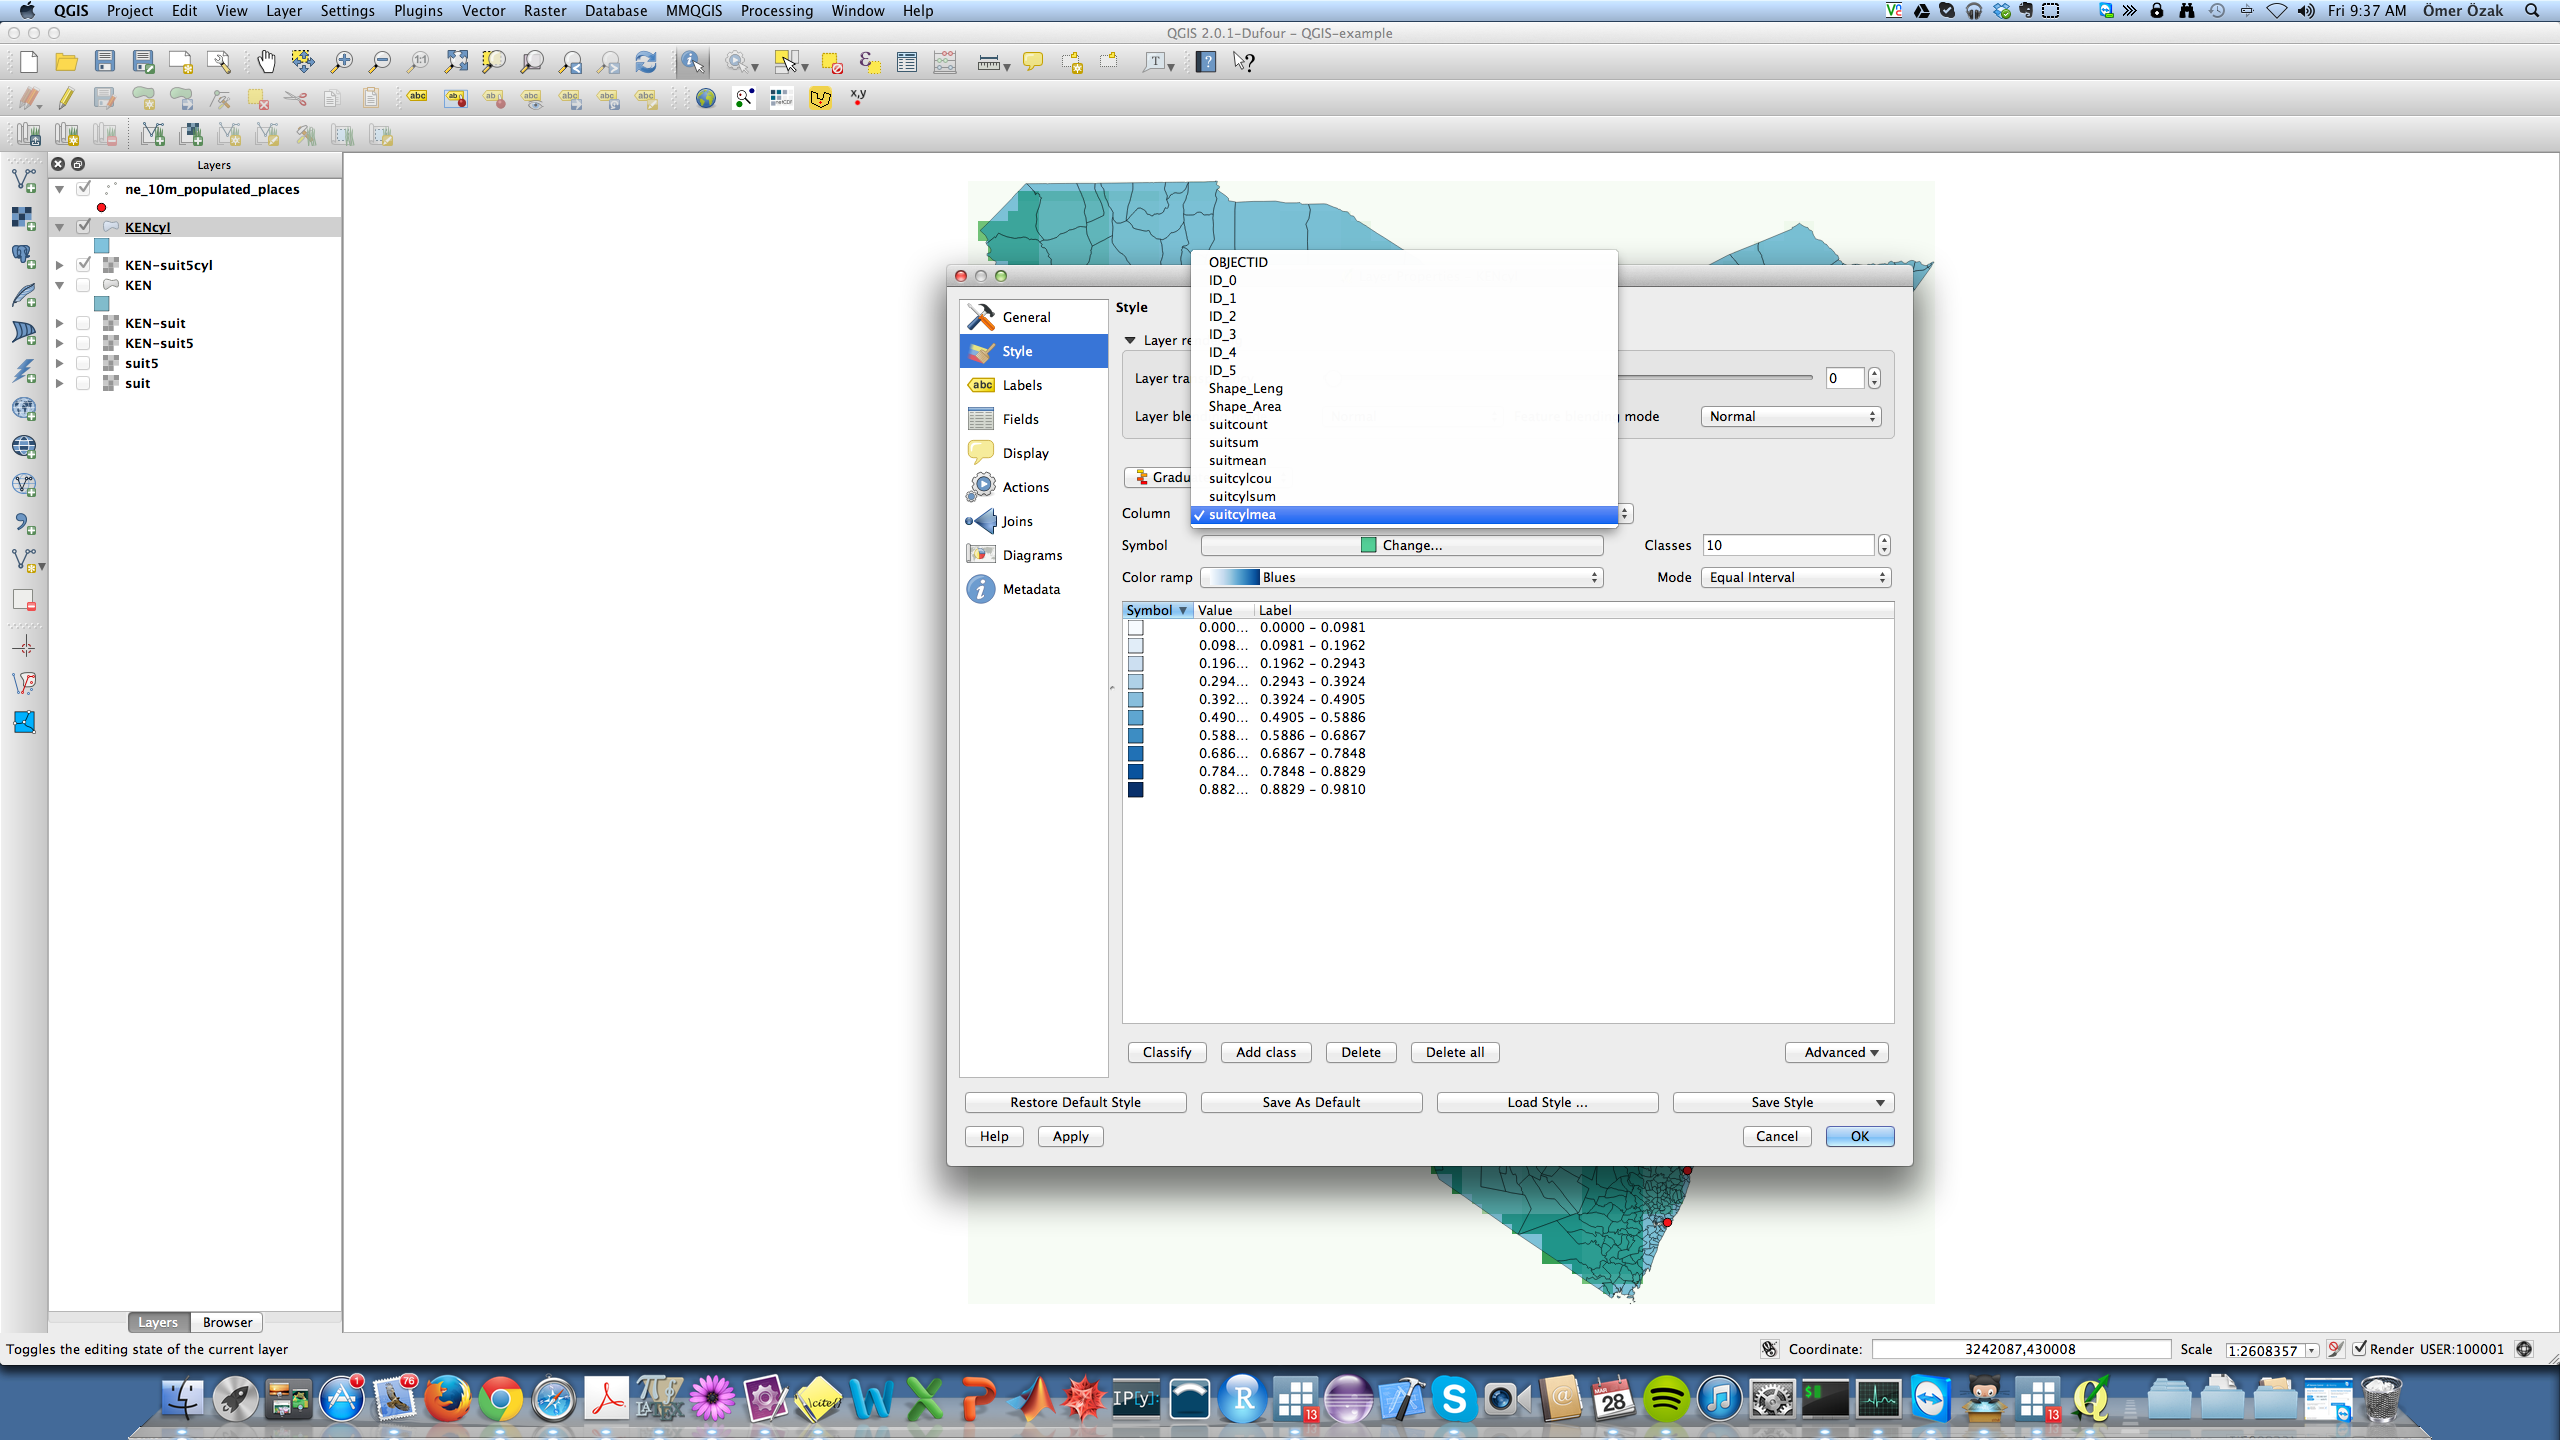 QGIS Project Edit View Layer Settings Plugins Vector Raster Database MMQGIS Processing Window Help Fri 9:37 AM Ömer Özak
QGIS 2.0.1-Dufour - QGIS-example
abc
x,y
Layers
ne_10m_populated_places
KENcyl
KEN-suit5cyl
KEN
KEN-suit
KEN-suit5
suit5
suit
OBJECTID
ID_0
ID_1
ID_2
ID_3
ID_4
ID_5
Shape_Leng
Shape_Area
suitcount
suitsum
suitmean
suitcylcou
suitcylsum
suitcylmea
General
Style
Labels
Fields
Display
Actions
Joins
Diagrams
Metadata
Style
Layer re
Layer tra 0
Layer ble mode Normal
Gradu
Column
Symbol Change... Classes 10
Color ramp Blues Mode Equal Interval
Symbol Value Label
0.000... 0.0000 - 0.0981
0.098... 0.0981 - 0.1962
0.196... 0.1962 - 0.2943
0.294... 0.2943 - 0.3924
0.392... 0.3924 - 0.4905
0.490... 0.4905 - 0.5886
0.588... 0.5886 - 0.6867
0.686... 0.6867 - 0.7848
0.784... 0.7848 - 0.8829
0.882... 0.8829 - 0.9810
Classify Add class Delete Delete all Advanced
Restore Default Style Save As Default Load Style ... Save Style
Help Apply Cancel OK
Layers Browser
Toggles the editing state of the current layer Coordinate: 3242087,430008 Scale 1:2608357 Render USER:100001